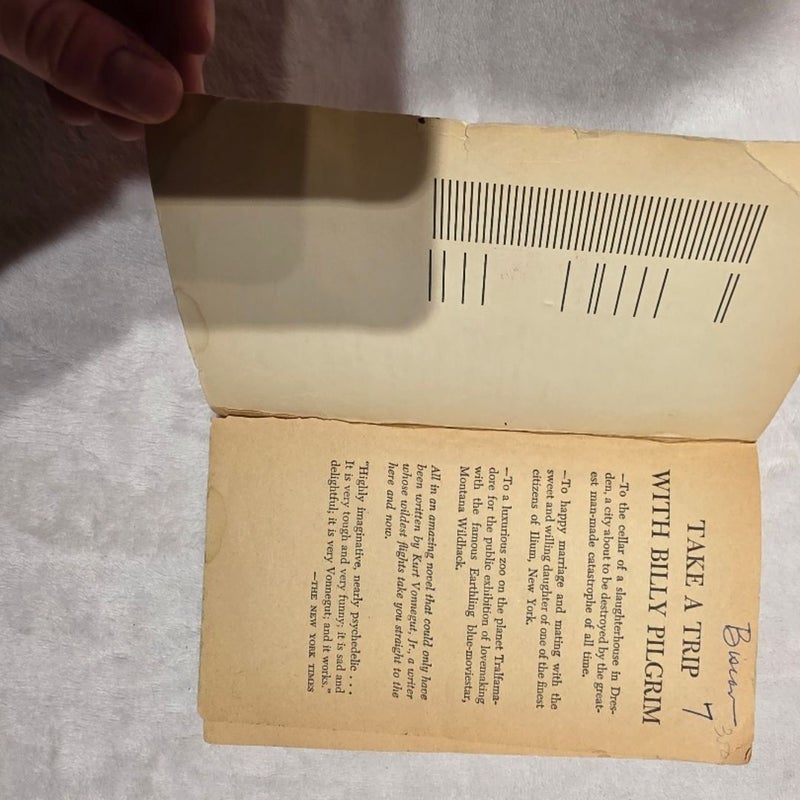 TAKE A TRIP 7
WITH BILLY PILGRIM
—To the cellar of a slaughterhouse in Dres-
den, a city about to be destroyed by the great-
est man-made catastrophe of all time.
—To happy marriage and mating with the
sweet and willing daughter of one of the finest
citizens of Ilium, New York.
—To a luxurious zoo on the planet Tralfama-
dore for the public exhibition of lovemaking
with the famous Earthling blue-moviestar,
Montana Wildhack.
All in an amazing novel that could only have
been written by Kurt Vonnegut, Jr., a writer
whose wildest flights take you straight to the
here and now.
"Highly imaginative, nearly psychedelic . . .
It is very tough and very funny; it is sad and
delightful; it is very Vonnegut; and it works."
—THE NEW YORK TIMES